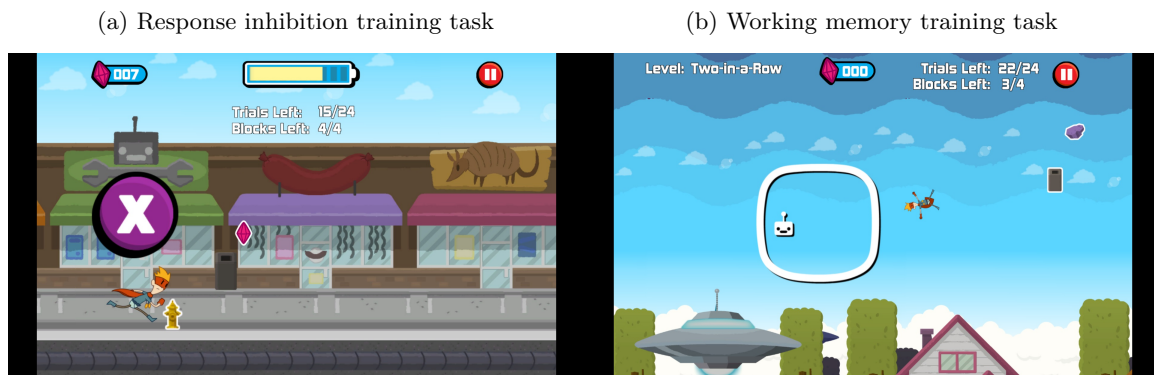 (a) Response inhibition training task
(b) Working memory training task
007
Trials Left: 15/24
Blocks Left: 4/4
X
Level: Two-in-a-Row
000
Trials Left: 22/24
Blocks Left: 3/4